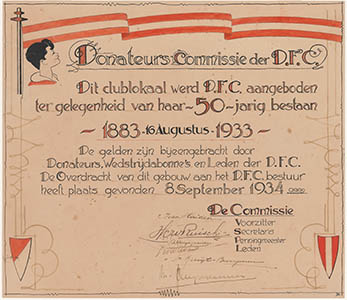 Donateurs Commissie der D.F.C.
Dit clublokaal werd D.F.C. aangeboden
ter gelegenheid van haar ~50~jarig bestaan
~1883~16 Augustus~1933~
De gelden zijn bijeengebracht door
Donateurs, Wedstrijdabonné's, en Leden der D.F.C.
De Overdracht van dit gebouw aan het D.F.C. bestuur
heeft plaats gevonden 8 September 1934
De Commissie
Voorzitter
Secretaris
Penningmeester
Leden